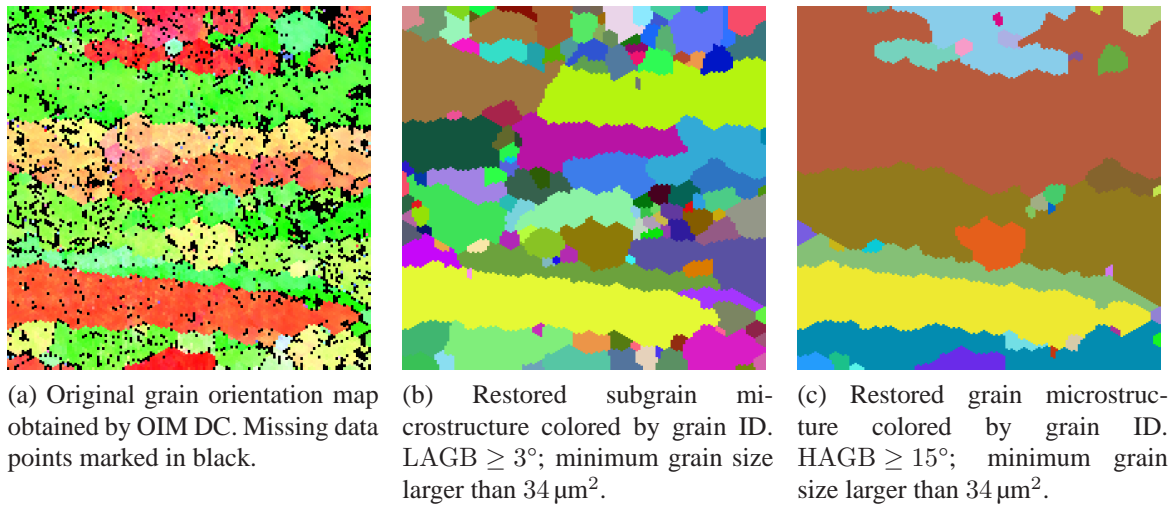 (a) Original grain orientation map
obtained by OIM DC. Missing data
points marked in black.
(b) Restored subgrain mi-
crostructure colored by grain ID.
LAGB ≥ 3°; minimum grain size
larger than 34 µm².
(c) Restored grain microstruc-
ture colored by grain ID.
HAGB ≥ 15°; minimum grain
size larger than 34 µm².